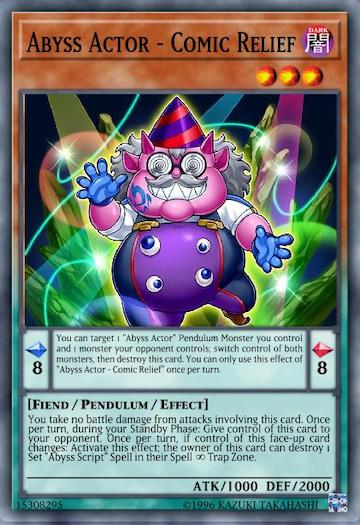 Abyss Actor - Comic Relief
DARK
闇
You can target 1 "Abyss Actor" Pendulum Monster you control
and 1 monster your opponent controls; switch control of both
monsters, then destroy this card. You can only use this effect of
"Abyss Actor - Comic Relief" once per turn.
8
8
[Fiend / Pendulum / Effect]
You take no battle damage from attacks involving this card. Once
per turn, during your Standby Phase: Give control of this card to
your opponent. Once per turn, if control of this face-up card
changes: Activate this effect; the owner of this card can destroy 1
Set "Abyss Script" Spell in their Spell ∞ Trap Zone.
ATK/1000 DEF/2000
15308295
©1996 KAZUKI TAKAHASHI